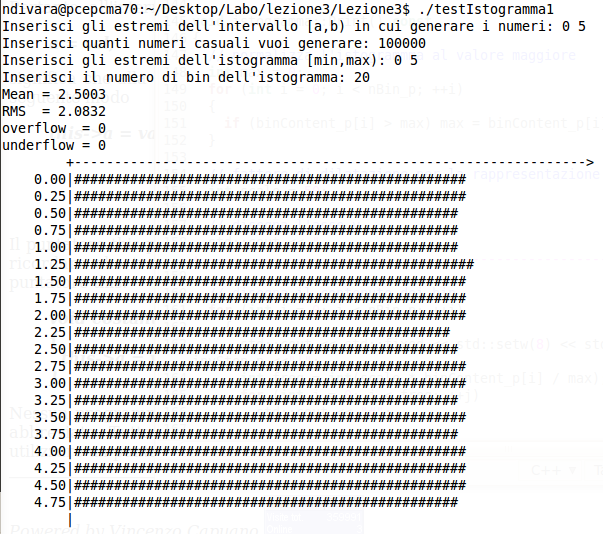 ndivara@pcepcma70:~/Desktop/Labo/lezione3/Lezione3$ ./testIstogramma1
Inserisci gli estremi dell'intervallo [a,b) in cui generare i numeri: 0 5
Inserisci quanti numeri casuali vuoi generare: 100000
Inserisci gli estremi dell'istogramma [min,max): 0 5
Inserisci il numero di bin dell'istogramma: 20
Mean = 2.5003
RMS  = 2.0832
overflow  = 0
underflow = 0
        +---------------------------------------------------------------->
    0.00|#################################################
    0.25|#################################################
    0.50|################################################
    0.75|################################################
    1.00|################################################
    1.25|##################################################
    1.50|#################################################
    1.75|#################################################
    2.00|#################################################
    2.25|###############################################
    2.50|################################################
    2.75|#################################################
    3.00|#################################################
    3.25|################################################
    3.50|#################################################
    3.75|################################################
    4.00|#################################################
    4.25|#################################################
    4.50|#################################################
    4.75|################################################
        |
Powered by Vincenzo Capuano